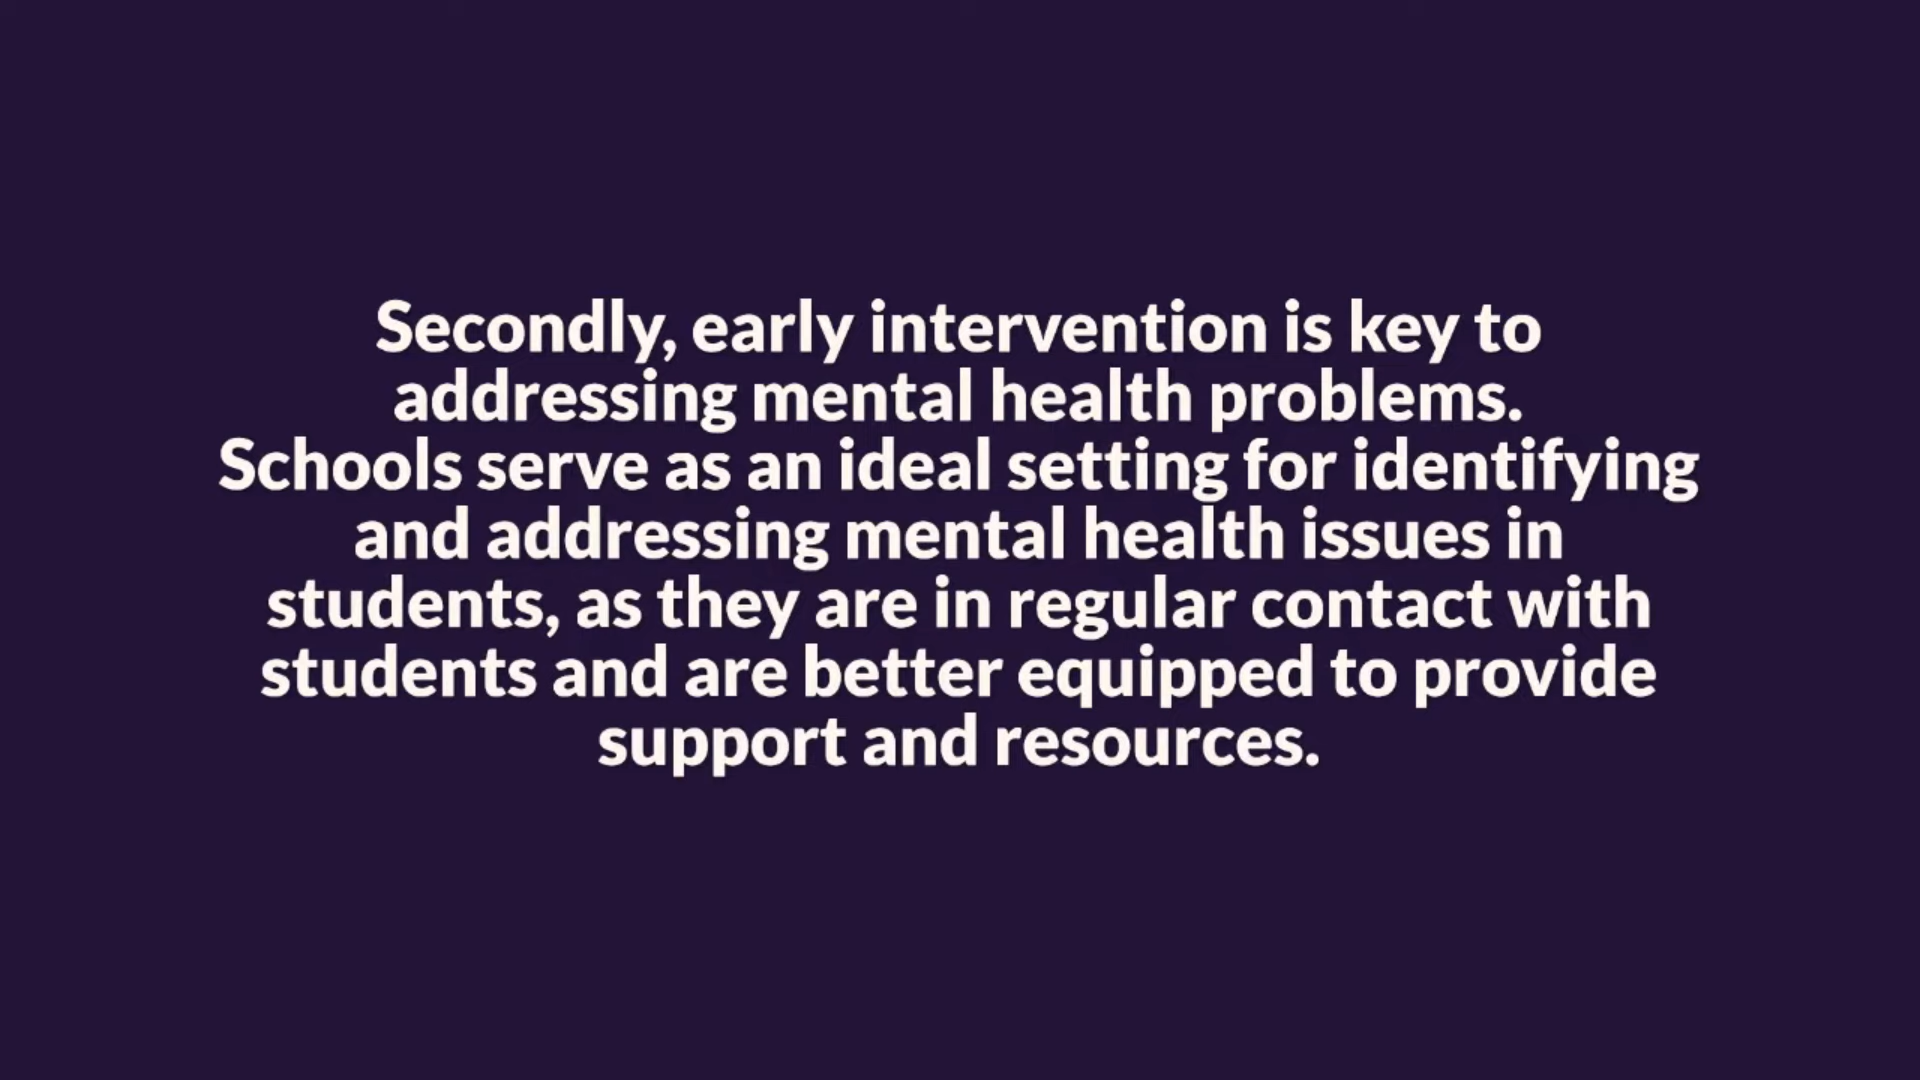 Secondly, early intervention is key to
addressing mental health problems.
Schools serve as an ideal setting for identifying
and addressing mental health issues in
students, as they are in regular contact with
students and are better equipped to provide
support and resources.